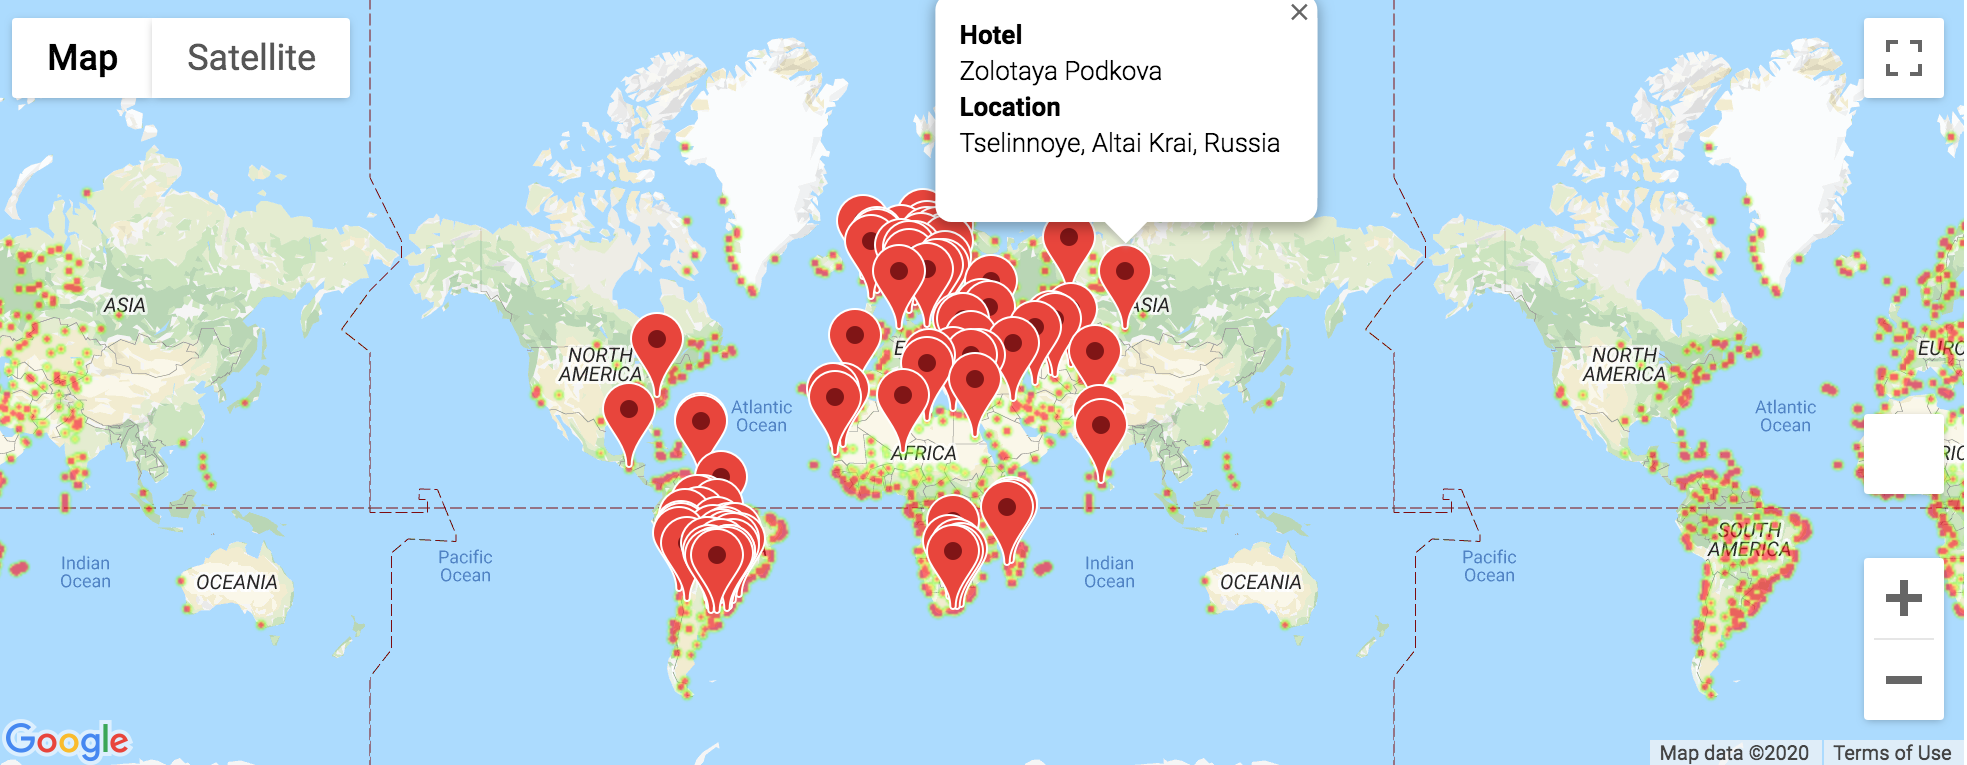 Map
Satellite
Hotel
Zolotaya Podkova
Location
Tselinnoye, Altai Krai, Russia
ASIA
NORTH
AMERICA
Atlantic
Ocean
E
AFRICA
ASIA
NORTH
AMERICA
EURO
Atlantic
Ocean
RIC
Indian
Ocean
OCEANIA
Pacific
Ocean
Indian
Ocean
OCEANIA
Pacific
Ocean
SOUTH
AMERICA
+
−
Google
Map data ©2020
Terms of Use